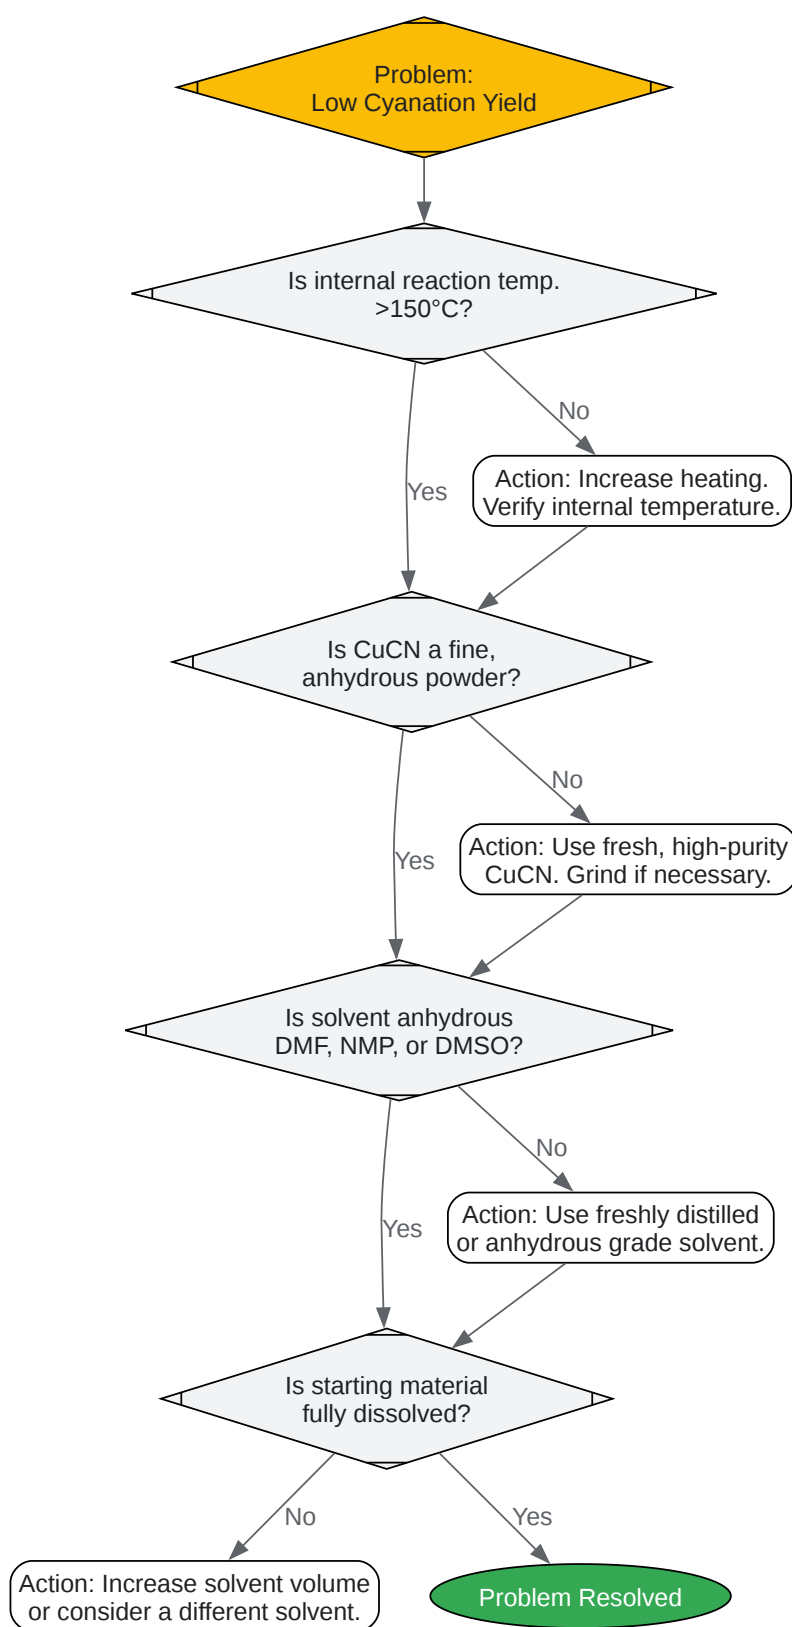 Problem:
Low Cyanation Yield
Is internal reaction temp.
>150°C?
No
Action: Increase heating.
Verify internal temperature.
Yes
Is CuCN a fine,
anhydrous powder?
No
Action: Use fresh, high-purity
CuCN. Grind if necessary.
Yes
Is solvent anhydrous
DMF, NMP, or DMSO?
No
Action: Use freshly distilled
or anhydrous grade solvent.
Yes
Is starting material
fully dissolved?
No
Yes
Action: Increase solvent volume
or consider a different solvent.
Problem Resolved